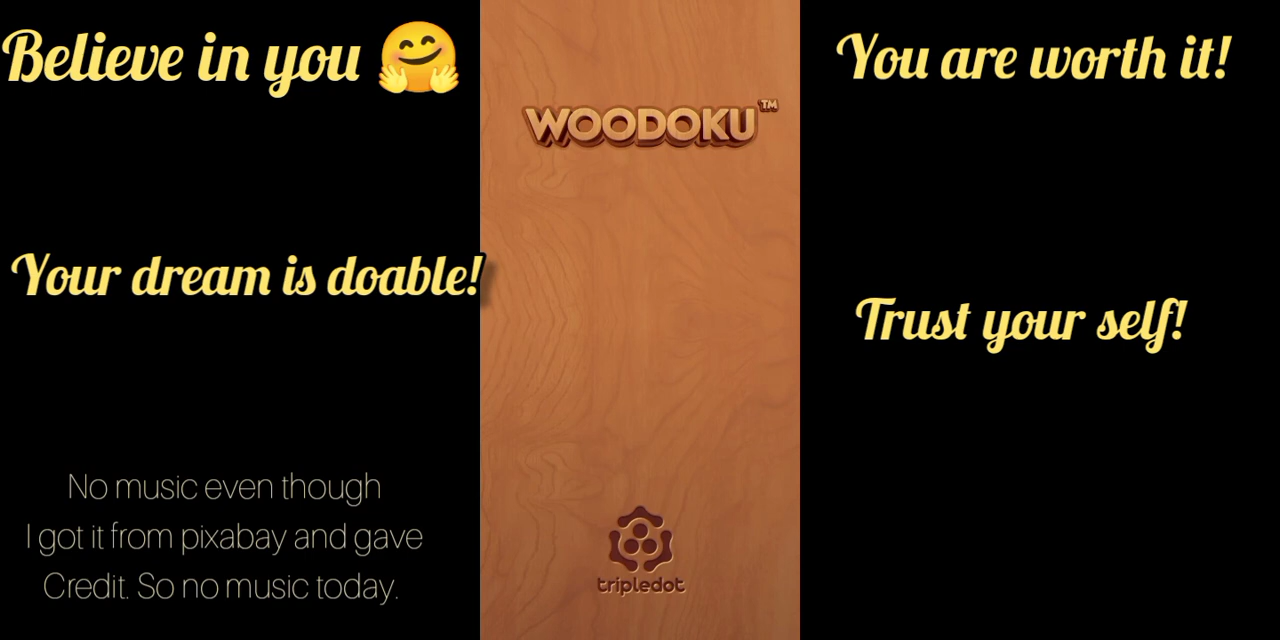 Believe in you 🤗
Your dream is doable!
No music even though
I got it from pixabay and gave
Credit. So no music today.
WOODOKU™
tripledot
You are worth it!
Trust your self!